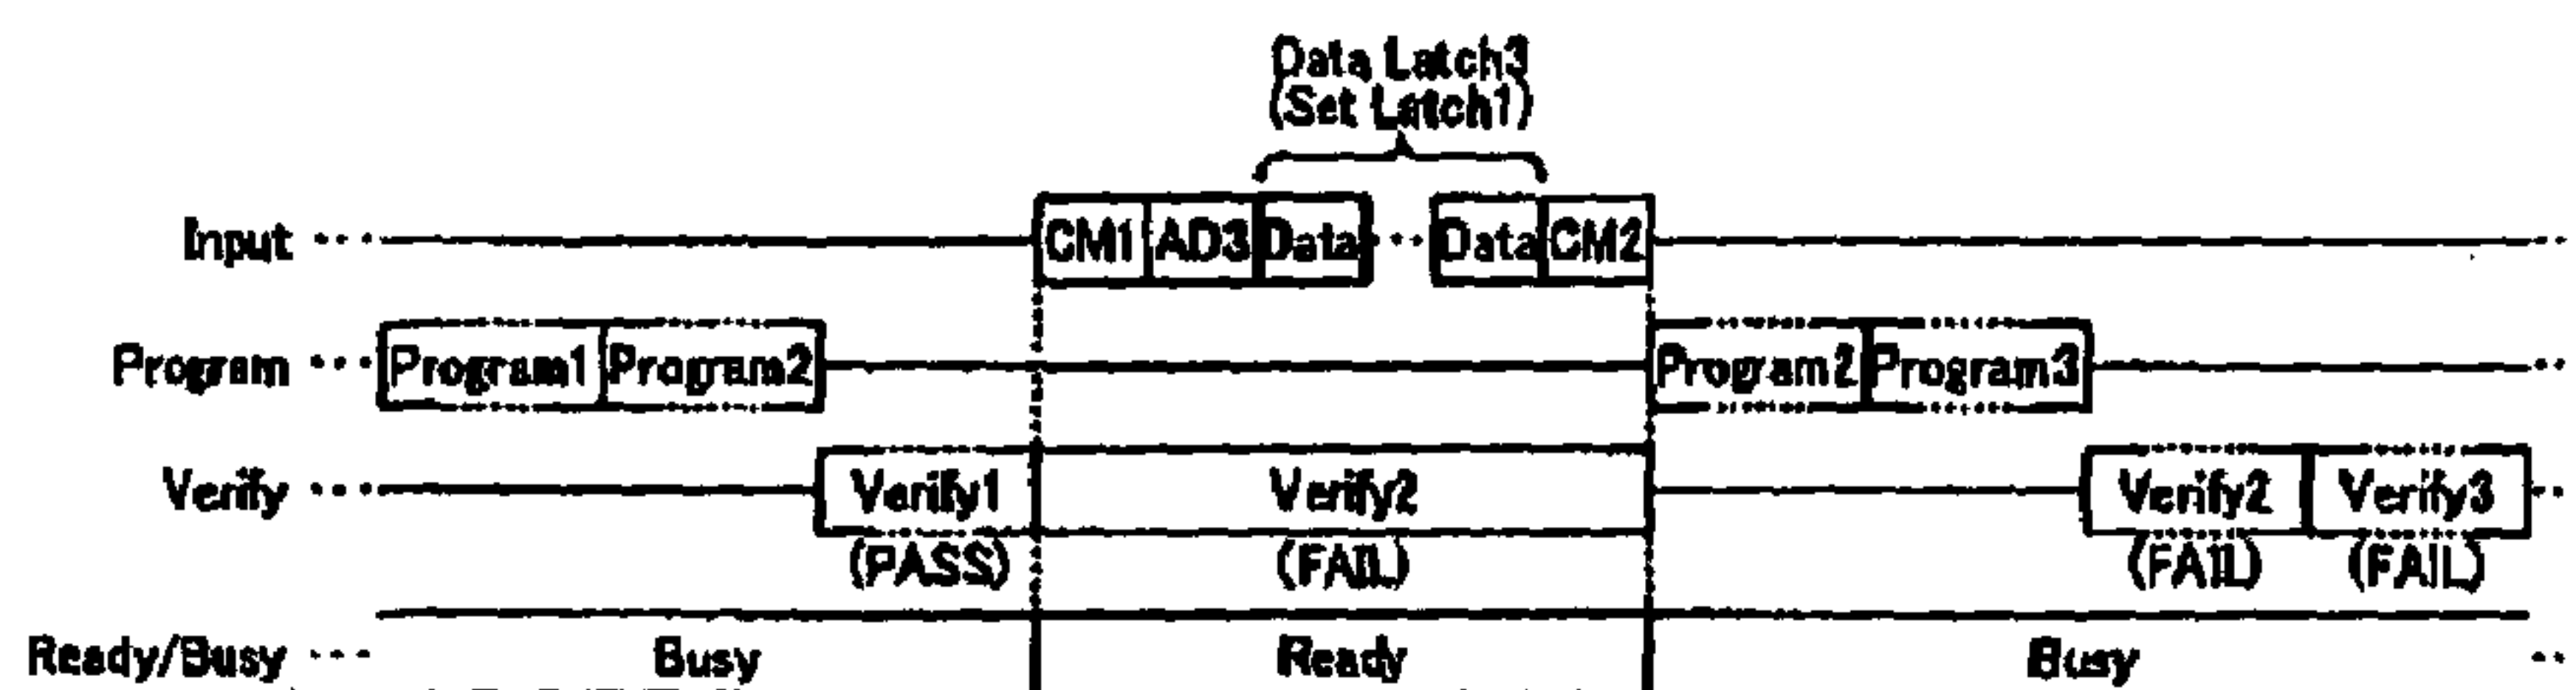 Data Latch3
(Set Latch1)
Input ··· CM1 AD3 Data ··· Data CM2 ···
Program ··· Program1 Program2 Program2 Program3 ···
Verify ··· Verify1 Verify2 Verify2 Verify3 ···
(PASS) (FAIL) (FAIL) (FAIL)
Ready/Busy ··· Busy Ready Busy ···